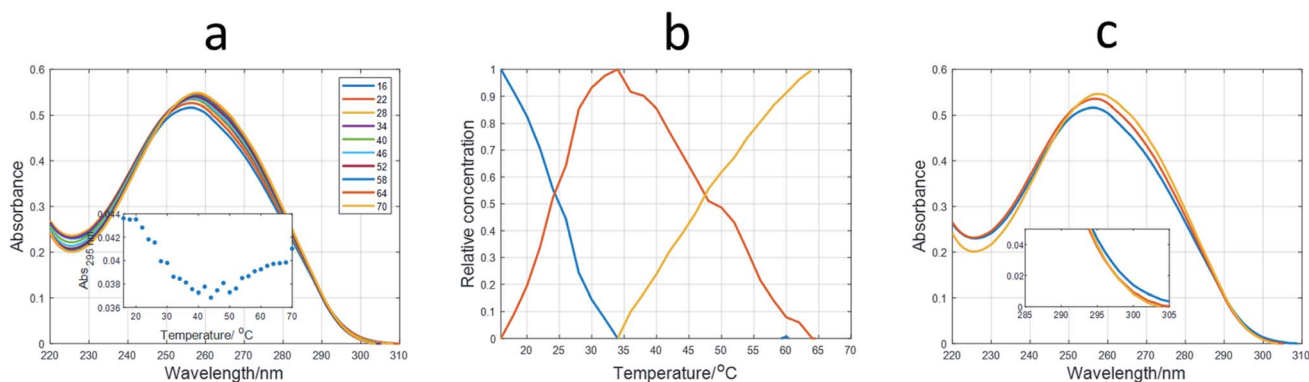 a
b
c
0.6
0.5
0.4
0.3
0.2
0.1
0
Absorbance
220 230 240 250 260 270 280 290 300 310
Wavelength/nm
16
22
28
34
40
46
52
58
64
70
0.044
0.042
0.04
0.038
0.036
Abs 295 nm
20 30 40 50 60 70
Temperature/ °C
1
0.9
0.8
0.7
0.6
0.5
0.4
0.3
0.2
0.1
0
Relative concentration
20 25 30 35 40 45 50 55 60 65 70
Temperature/°C
0.6
0.5
0.4
0.3
0.2
0.1
0
Absorbance
220 230 240 250 260 270 280 290 300 310
Wavelength/nm
0.04
0.02
0
285 290 295 300 305